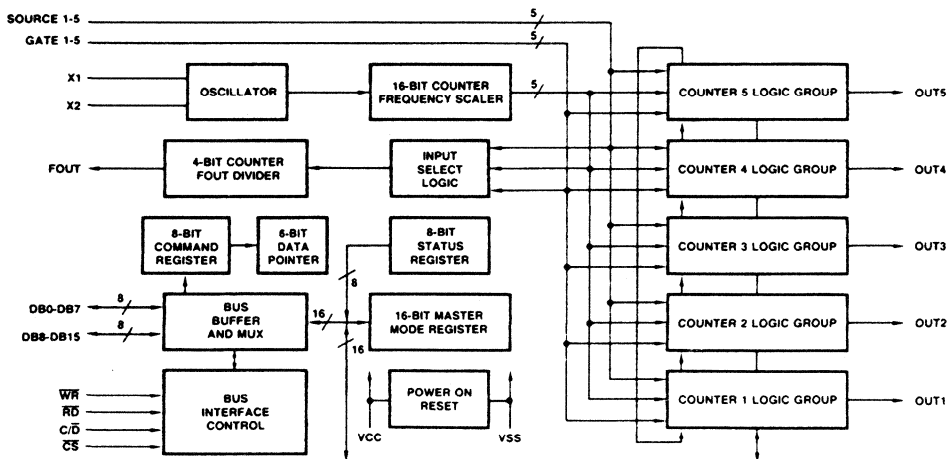 SOURCE 1-5
5
GATE 1-5
5
X1
X2
OSCILLATOR
16-BIT COUNTER
FREQUENCY SCALER
5
COUNTER 5 LOGIC GROUP
OUT5
FOUT
4-BIT COUNTER
FOUT DIVIDER
INPUT
SELECT
LOGIC
COUNTER 4 LOGIC GROUP
OUT4
8-BIT
COMMAND
REGISTER
6-BIT
DATA
POINTER
8-BIT
STATUS
REGISTER
COUNTER 3 LOGIC GROUP
OUT3
8
DB0-DB7
8
DB8-DB15
8
BUS
BUFFER
AND MUX
16
16-BIT MASTER
MODE REGISTER
16
COUNTER 2 LOGIC GROUP
OUT2
WR
RD
C/D
CS
BUS
INTERFACE
CONTROL
POWER ON
RESET
VCC
VSS
COUNTER 1 LOGIC GROUP
OUT1